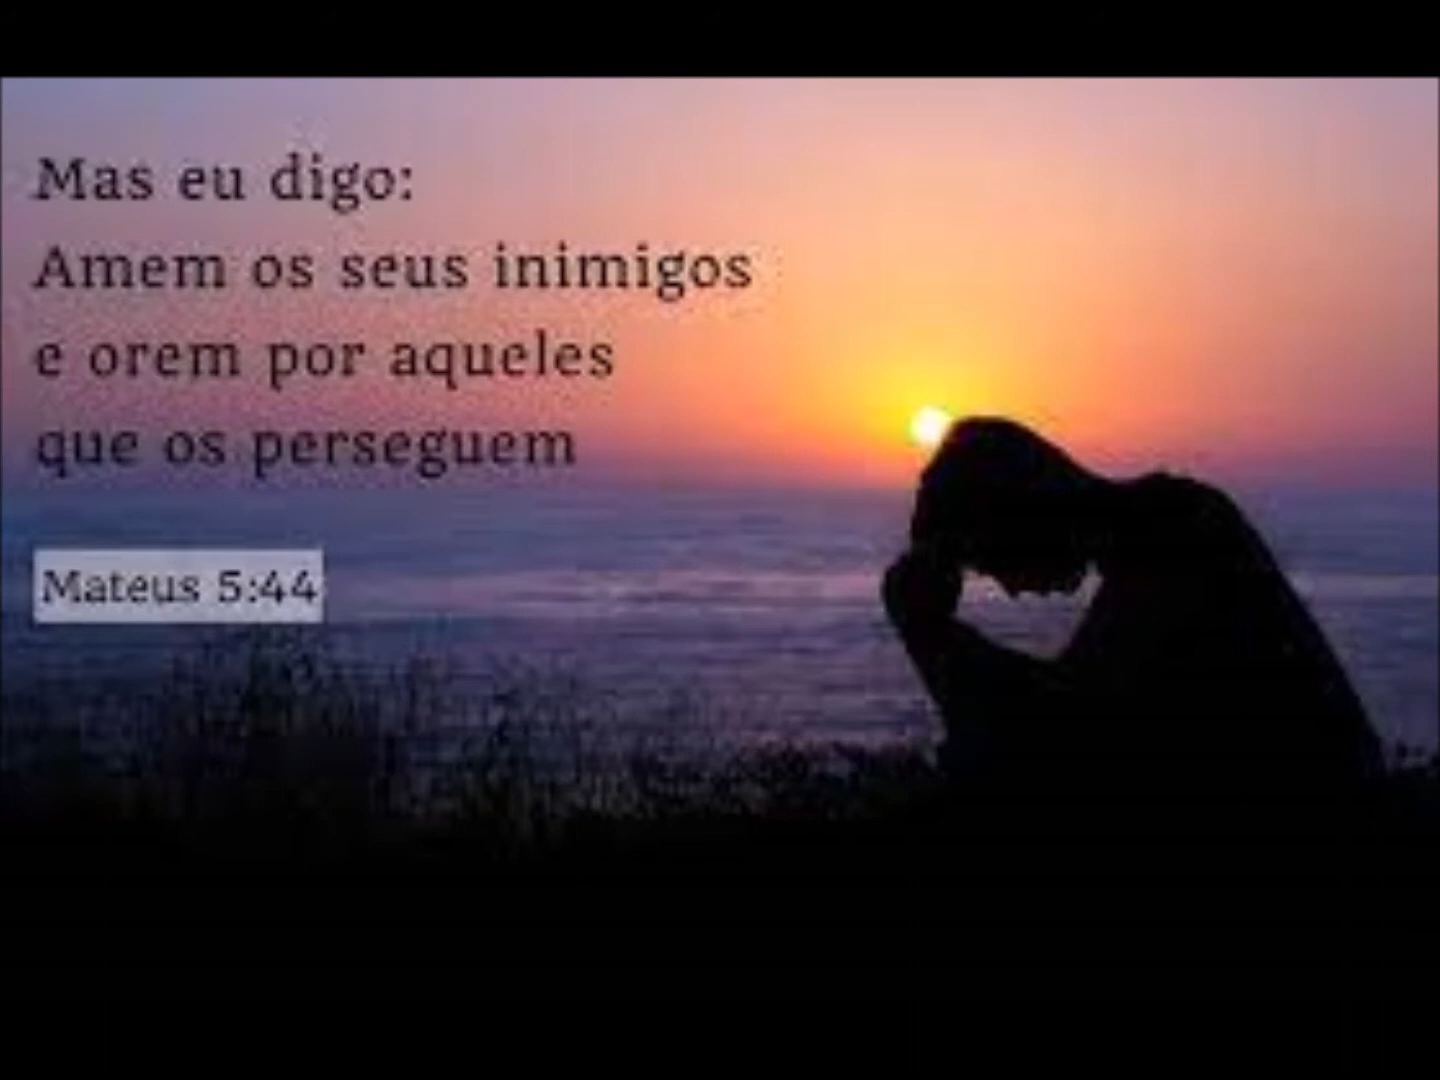 Mas eu digo:
Amem os seus inimigos
e orem por aqueles
que os perseguem
Mateus 5:44